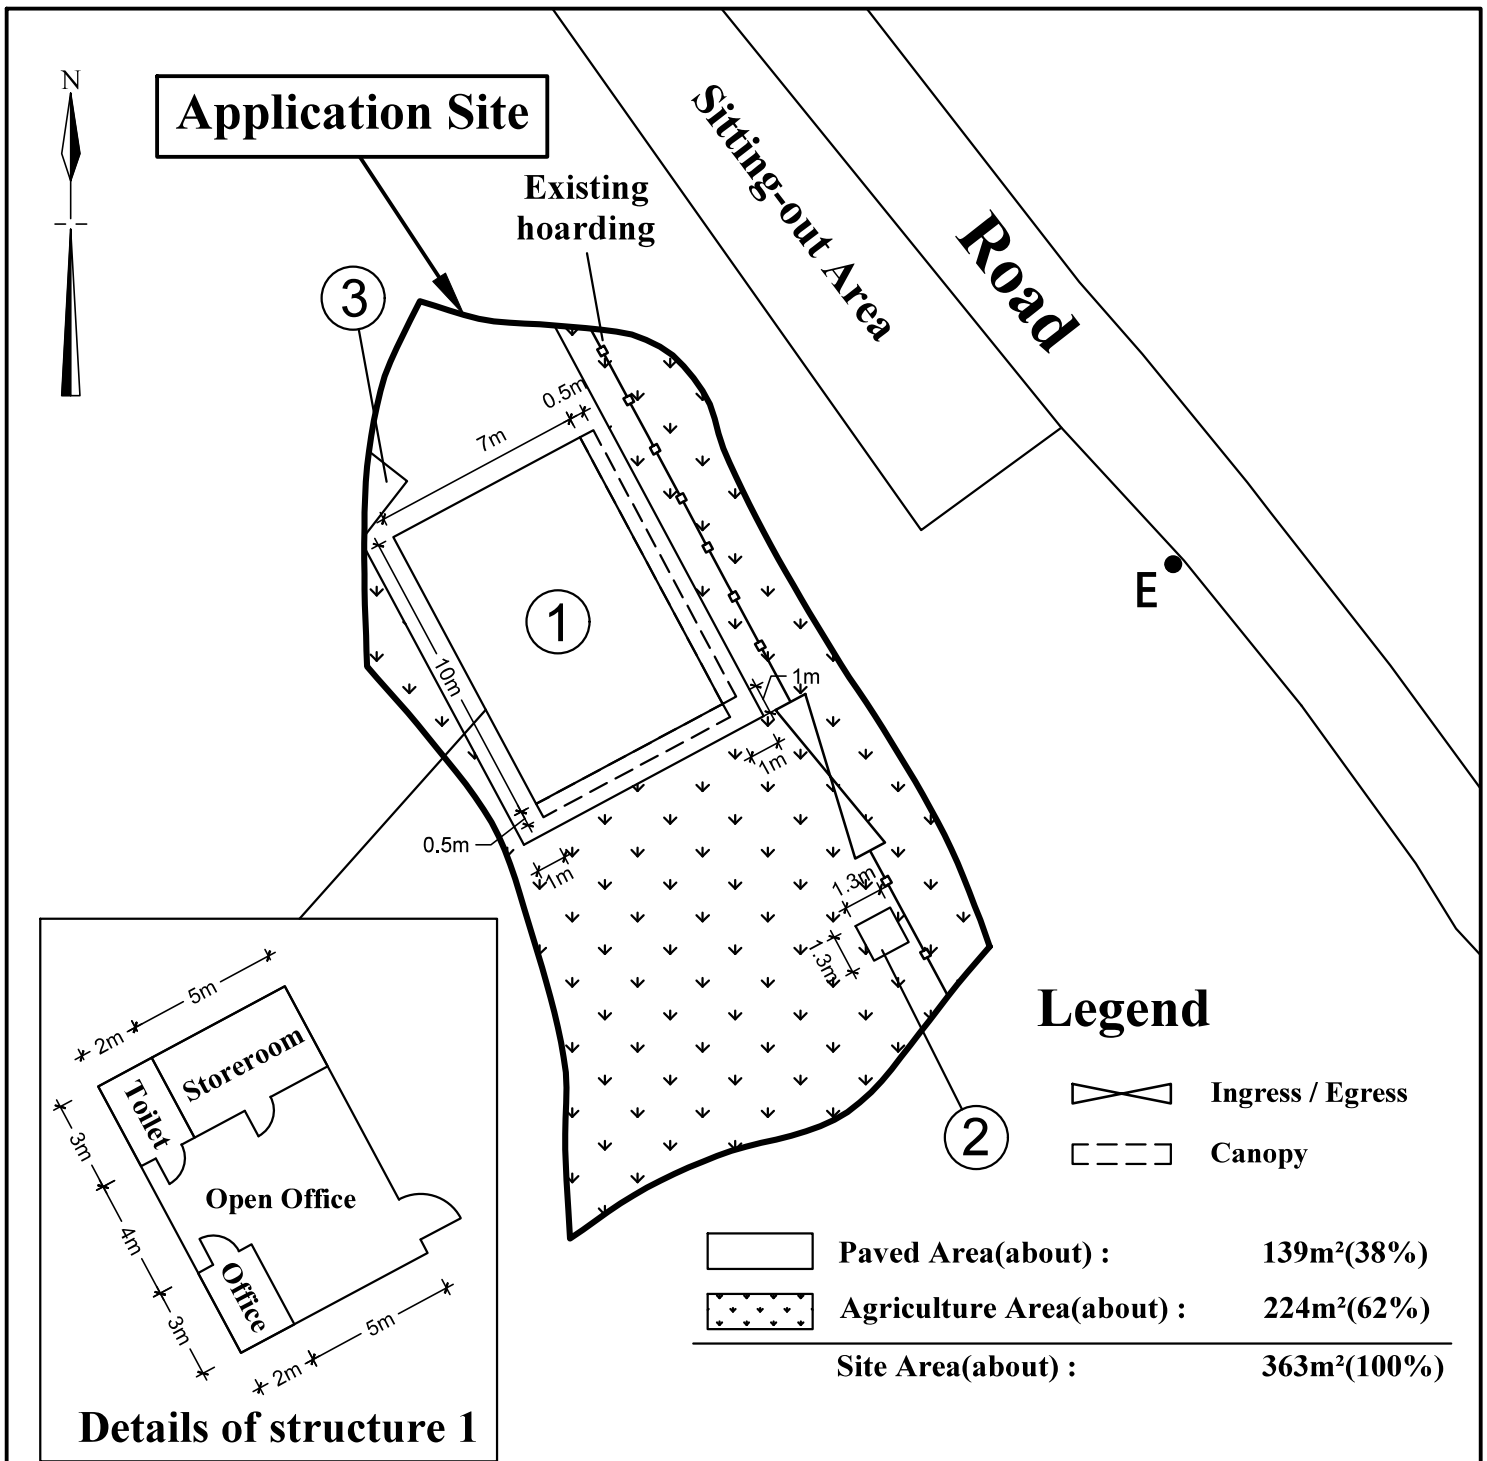 N
Application Site
Existing
hoarding
Sitting-out Area
Road
3
0.5m
7m
1
E
10m
1m
1m
0.5m
1m
1.3m
1.3m
2
Legend
Ingress / Egress
Canopy
Paved Area(about) : 139m²(38%)
Agriculture Area(about) : 224m²(62%)
Site Area(about) : 363m²(100%)
5m
2m
Storeroom
Toilet
3m
Open Office
4m
Office
3m
5m
2m
Details of structure 1